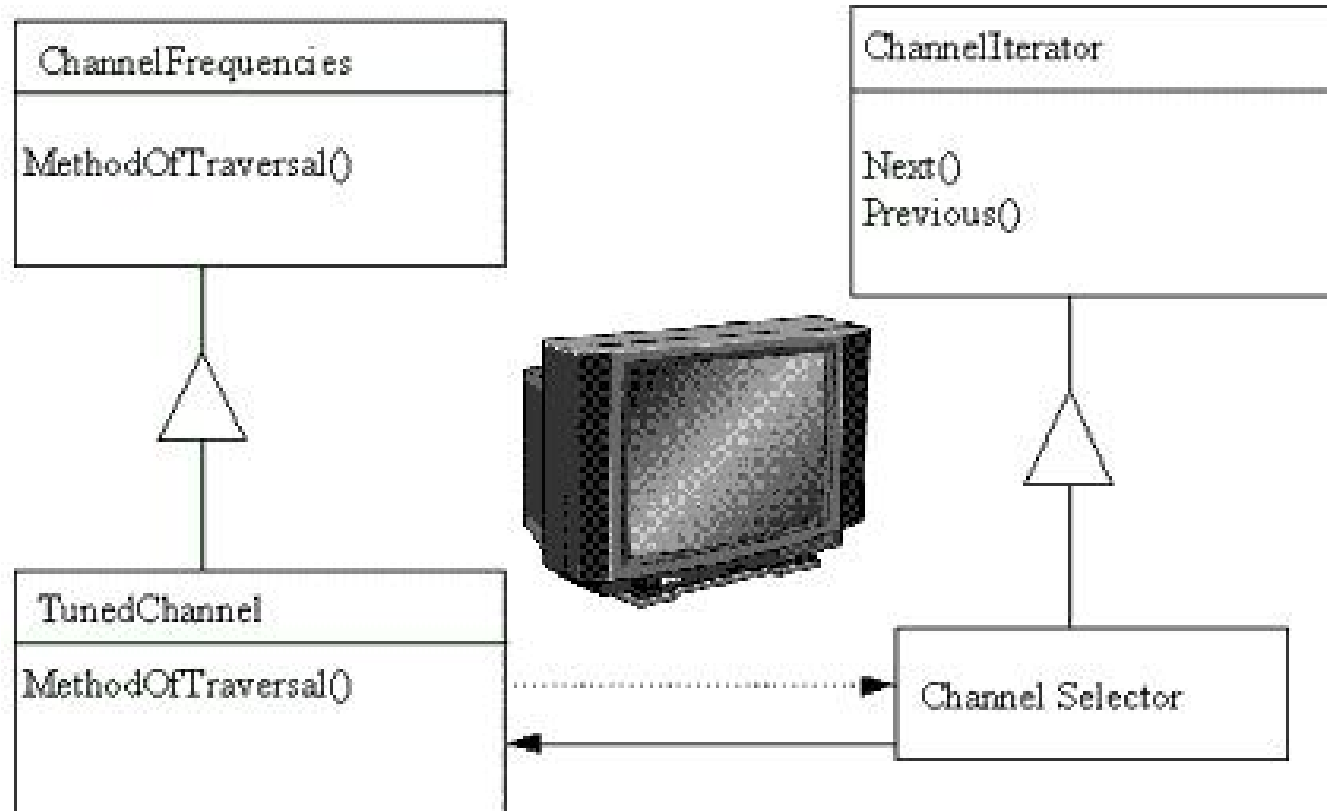 ChannelFrequencies
MethodOfTraversal()
ChannelIterator
Next()
Previous()
TunedChannel
MethodOfTraversal()
Channel Selector